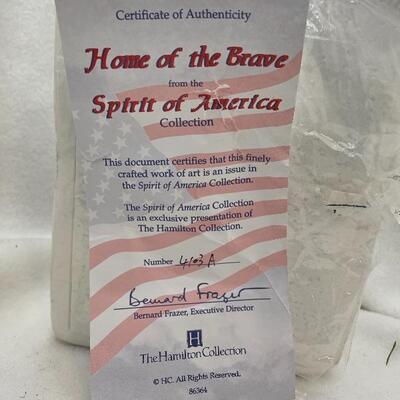 Certificate of Authenticity
Home of the Brave
from the
Spirit of America
Collection
This document certifies that this finely
crafted work of art is an issue in
the Spirit of America Collection.
The Spirit of America Collection
is an exclusive presentation of
The Hamilton Collection.
Number 4103 A
Bernard Frazer
Bernard Frazer, Executive Director
H
The Hamilton Collection
© HC. All Rights Reserved.
86364